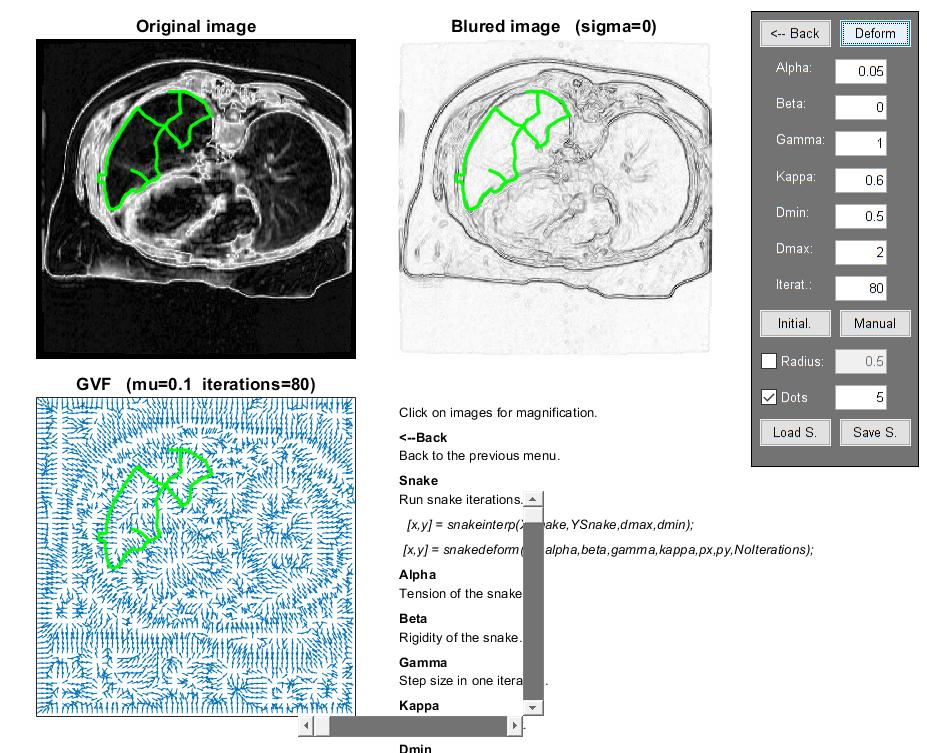 Original image
Blured image   (sigma=0)
<-- Back
Deform
Alpha:
0.05
Beta:
0
Gamma:
1
Kappa:
0.6
Dmin:
0.5
Dmax:
2
Iterat.:
80
Initial.
Manual
Radius:
0.5
Dots
5
Load S.
Save S.
GVF   (mu=0.1  iterations=80)
Click on images for magnification.
<--Back
Back to the previous menu.
Snake
Run snake iterations.
[x,y] = snakeinterp( ake,YSnake,dmax,dmin);
[x,y] = snakedeform( alpha,beta,gamma,kappa,px,py,NoIterations);
Alpha
Tension of the snake
Beta
Rigidity of the snake.
Gamma
Step size in one itera .
Kappa
Dmin